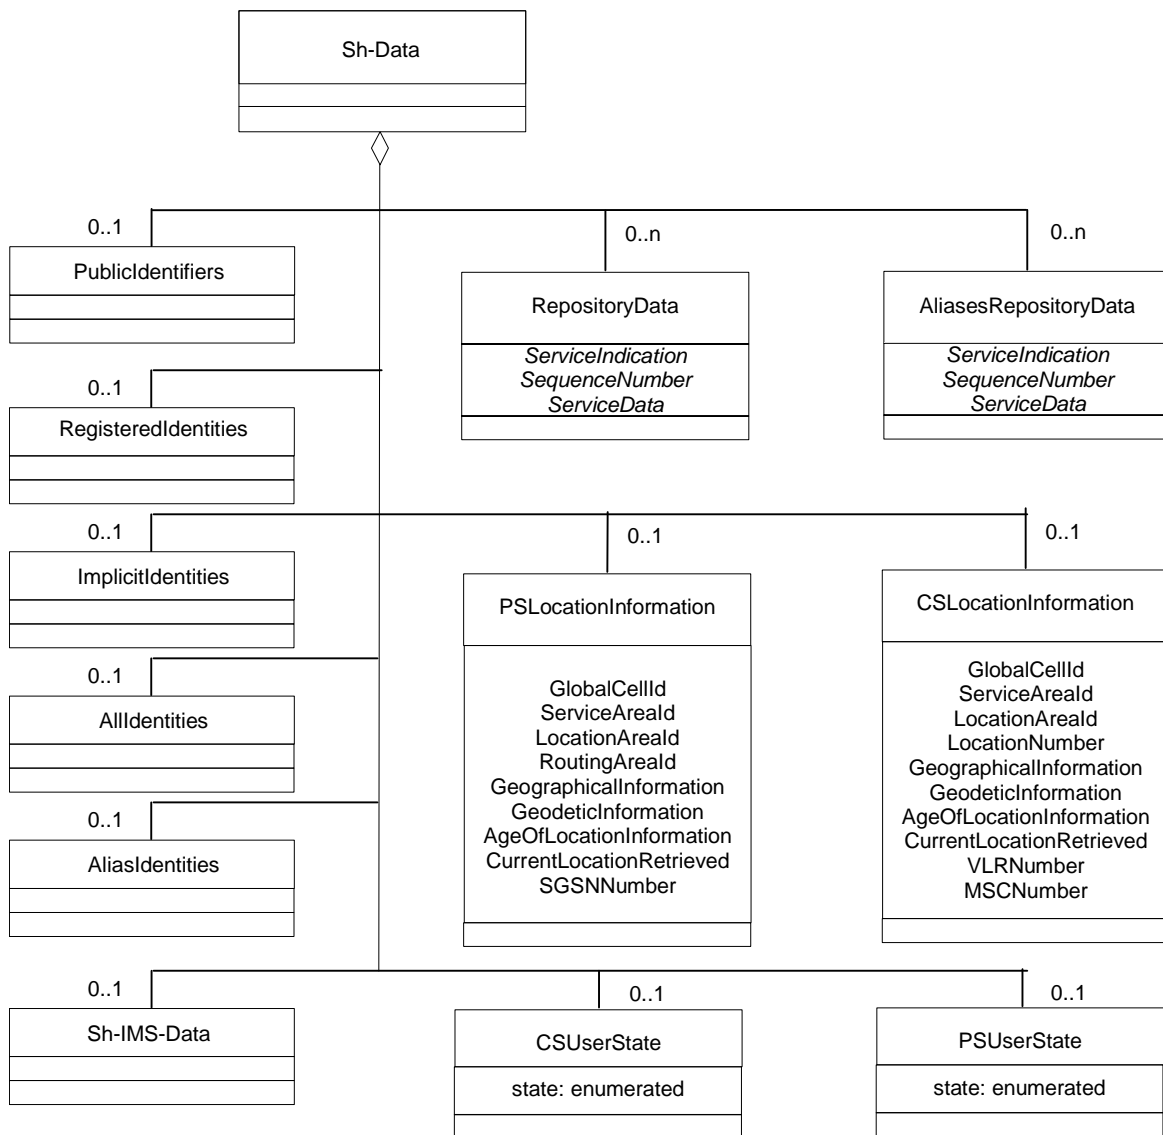 Sh-Data
0..1
0..n
0..n
PublicIdentifiers
RepositoryData
AliasesRepositoryData
ServiceIndication
SequenceNumber
ServiceData
ServiceIndication
SequenceNumber
ServiceData
0..1
RegisteredIdentities
0..1
0..1
0..1
ImplicitIdentities
PSLocationInformation
CSLocationInformation
GlobalCellId
ServiceAreaId
LocationAreaId
RoutingAreaId
GeographicalInformation
GeodeticInformation
AgeOfLocationInformation
CurrentLocationRetrieved
SGSNNumber
GlobalCellId
ServiceAreaId
LocationAreaId
LocationNumber
GeographicalInformation
GeodeticInformation
AgeOfLocationInformation
CurrentLocationRetrieved
VLRNumber
MSCNumber
0..1
AllIdentities
0..1
AliasIdentities
0..1
0..1
0..1
Sh-IMS-Data
CSUserState
PSUserState
state: enumerated
state: enumerated